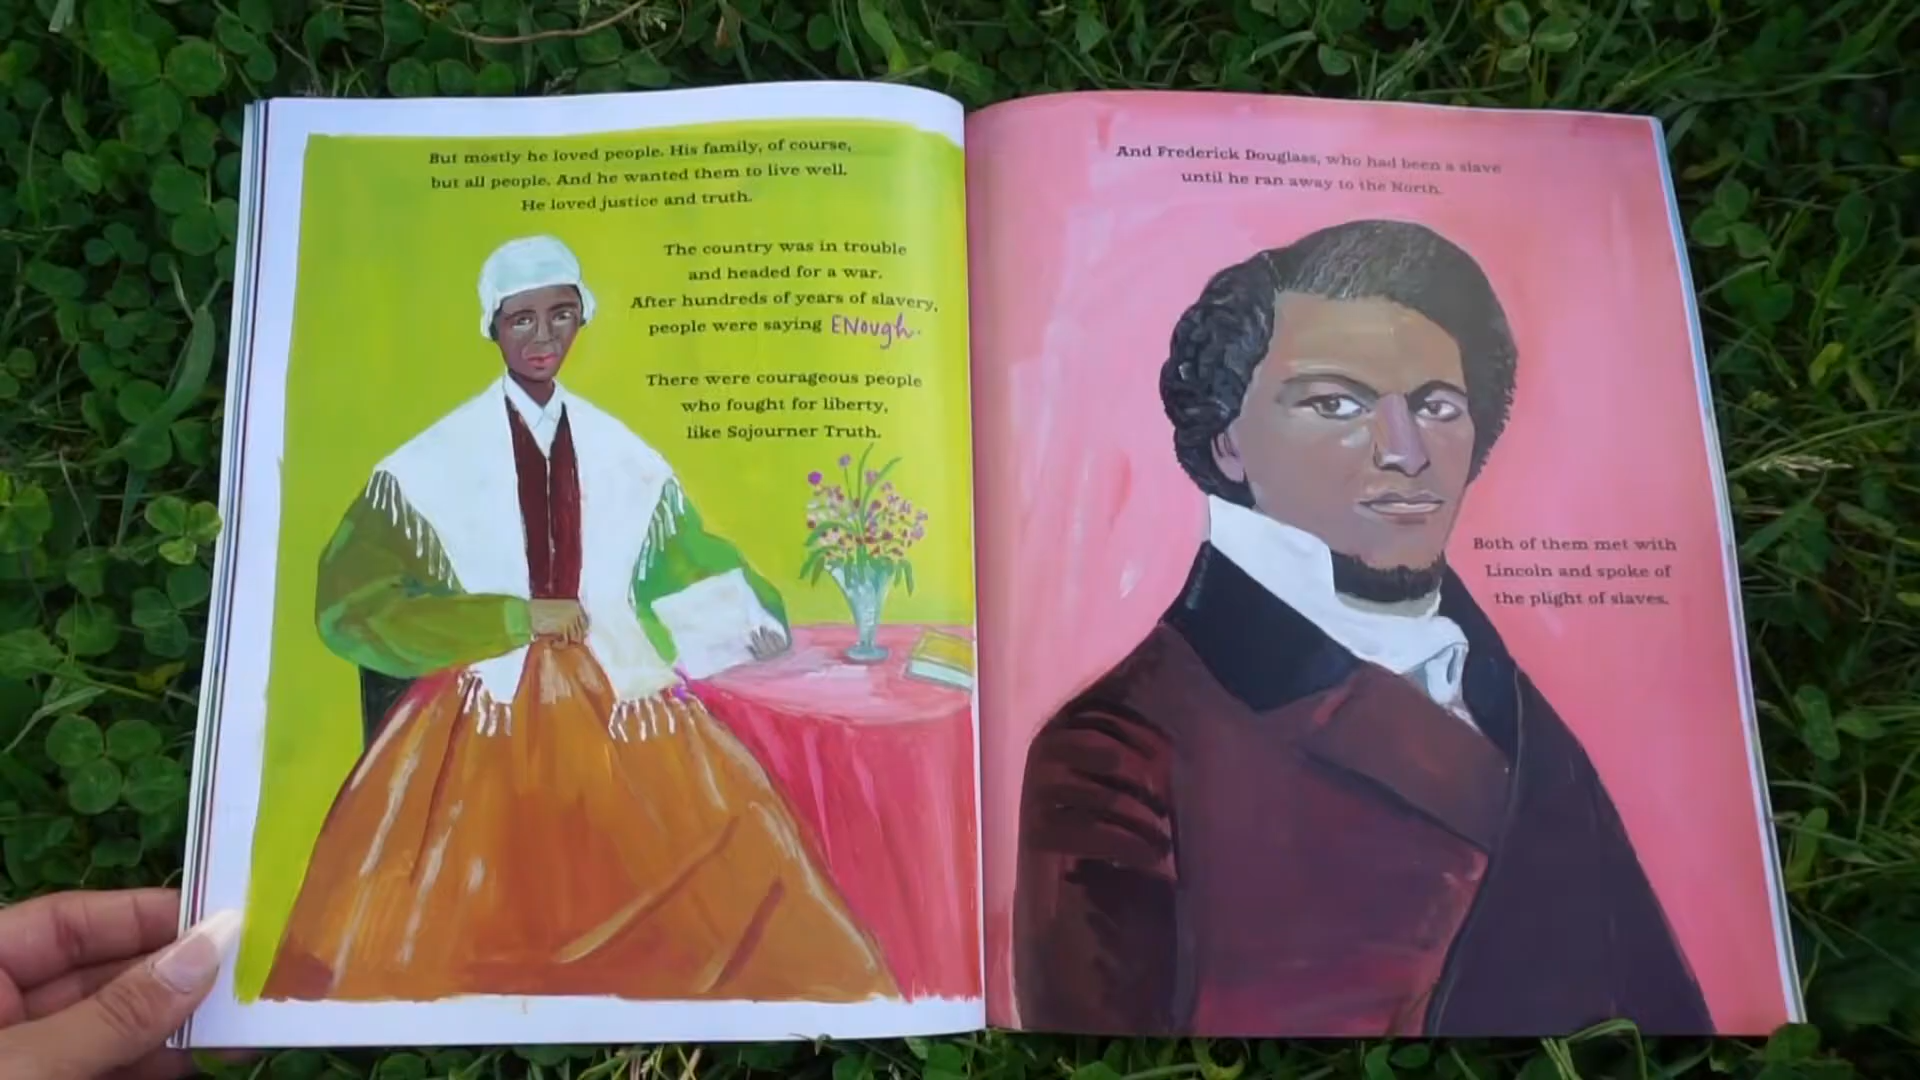 But mostly he loved people. His family, of course,
but all people. And he wanted them to live well.
He loved justice and truth.
The country was in trouble
and headed for a war.
After hundreds of years of slavery,
people were saying ENough.
There were courageous people
who fought for liberty,
like Sojourner Truth.
And Frederick Douglass, who had been a slave
until he ran away to the North.
Both of them met with
Lincoln and spoke of
the plight of slaves.